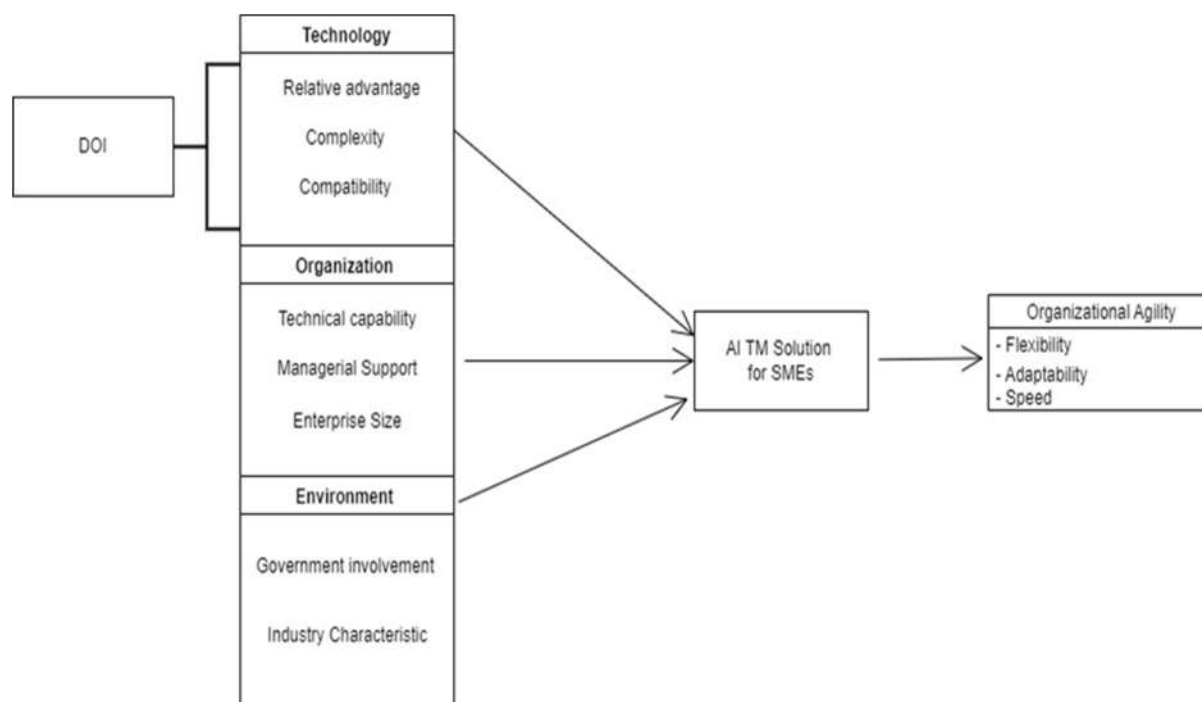 DOI
Technology
Relative advantage
Complexity
Compatibility
Organization
Technical capability
Managerial Support
Enterprise Size
Environment
Government involvement
Industry Characteristic
AI TM Solution
for SMEs
Organizational Agility
- Flexibility
- Adaptability
- Speed